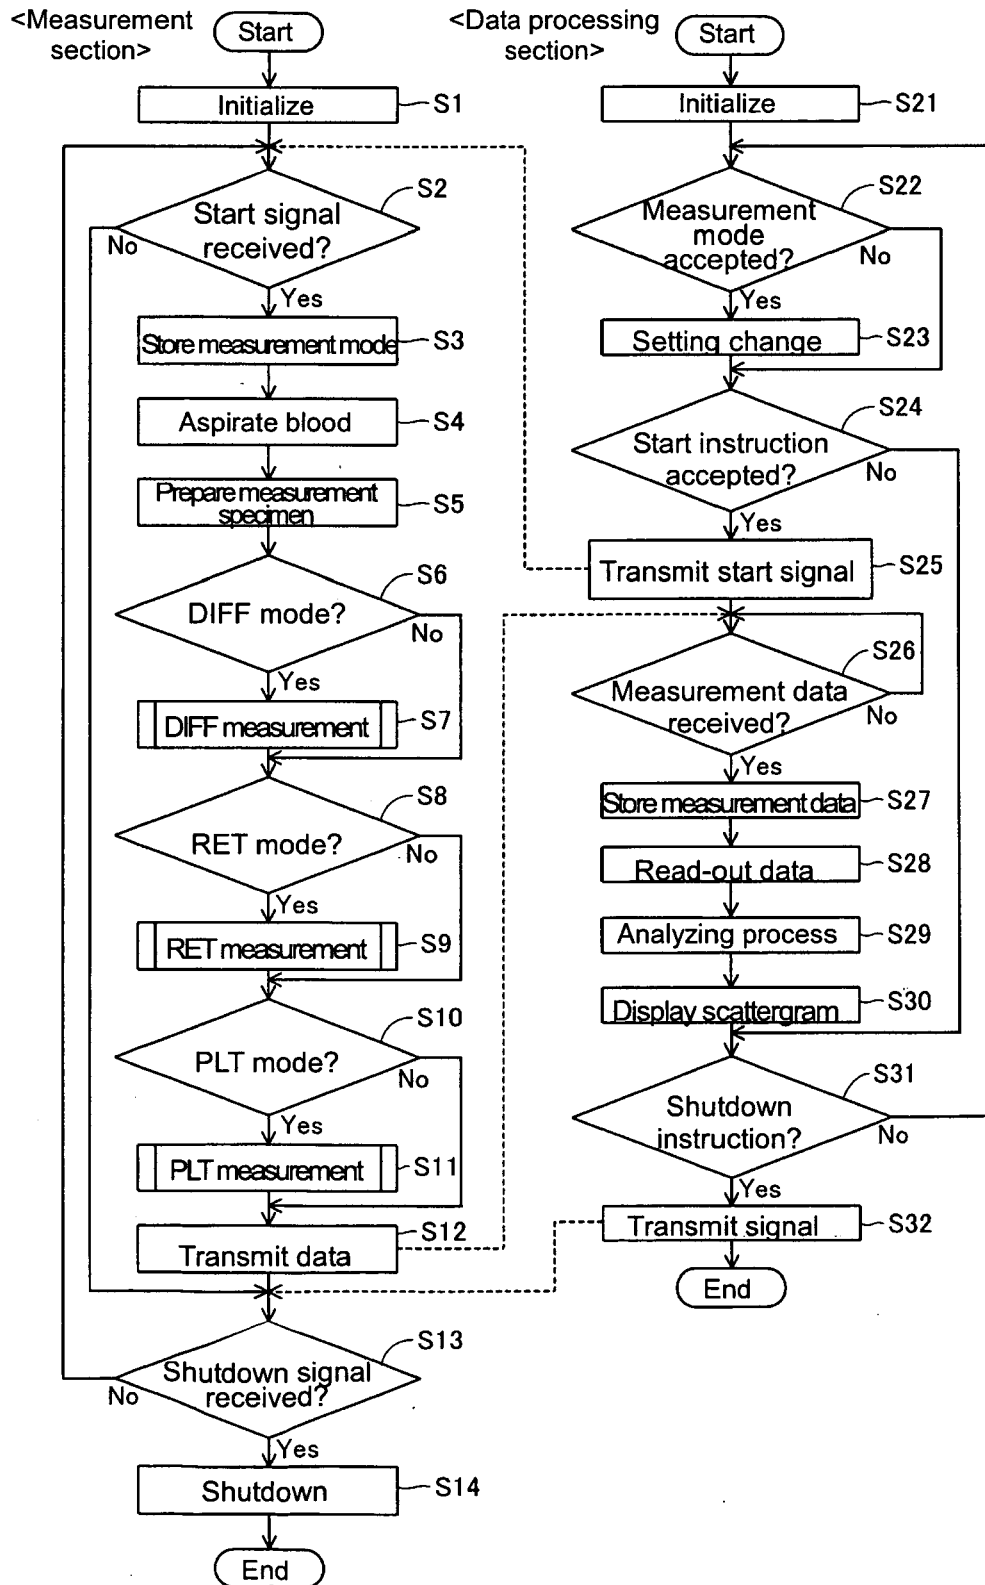 <Measurement
section>
Start
Initialize
S1
S2
Start signal
received?
No
Yes
Store measurement mode
S3
Aspirate blood
S4
Prepare measurement
specimen
S5
S6
DIFF mode?
No
Yes
DIFF measurement
S7
S8
RET mode?
No
Yes
RET measurement
S9
S10
PLT mode?
No
Yes
PLT measurement
S11
S12
Transmit data
S13
Shutdown signal
received?
No
Yes
Shutdown
S14
End
<Data processing
section>
Start
Initialize
S21
S22
Measurement
mode
accepted?
No
Yes
Setting change
S23
S24
Start instruction
accepted?
No
Yes
Transmit start signal
S25
S26
Measurement data
received?
No
Yes
Store measurement data
S27
Read-out data
S28
Analyzing process
S29
Display scattergram
S30
S31
Shutdown
instruction?
No
Yes
Transmit signal
S32
End